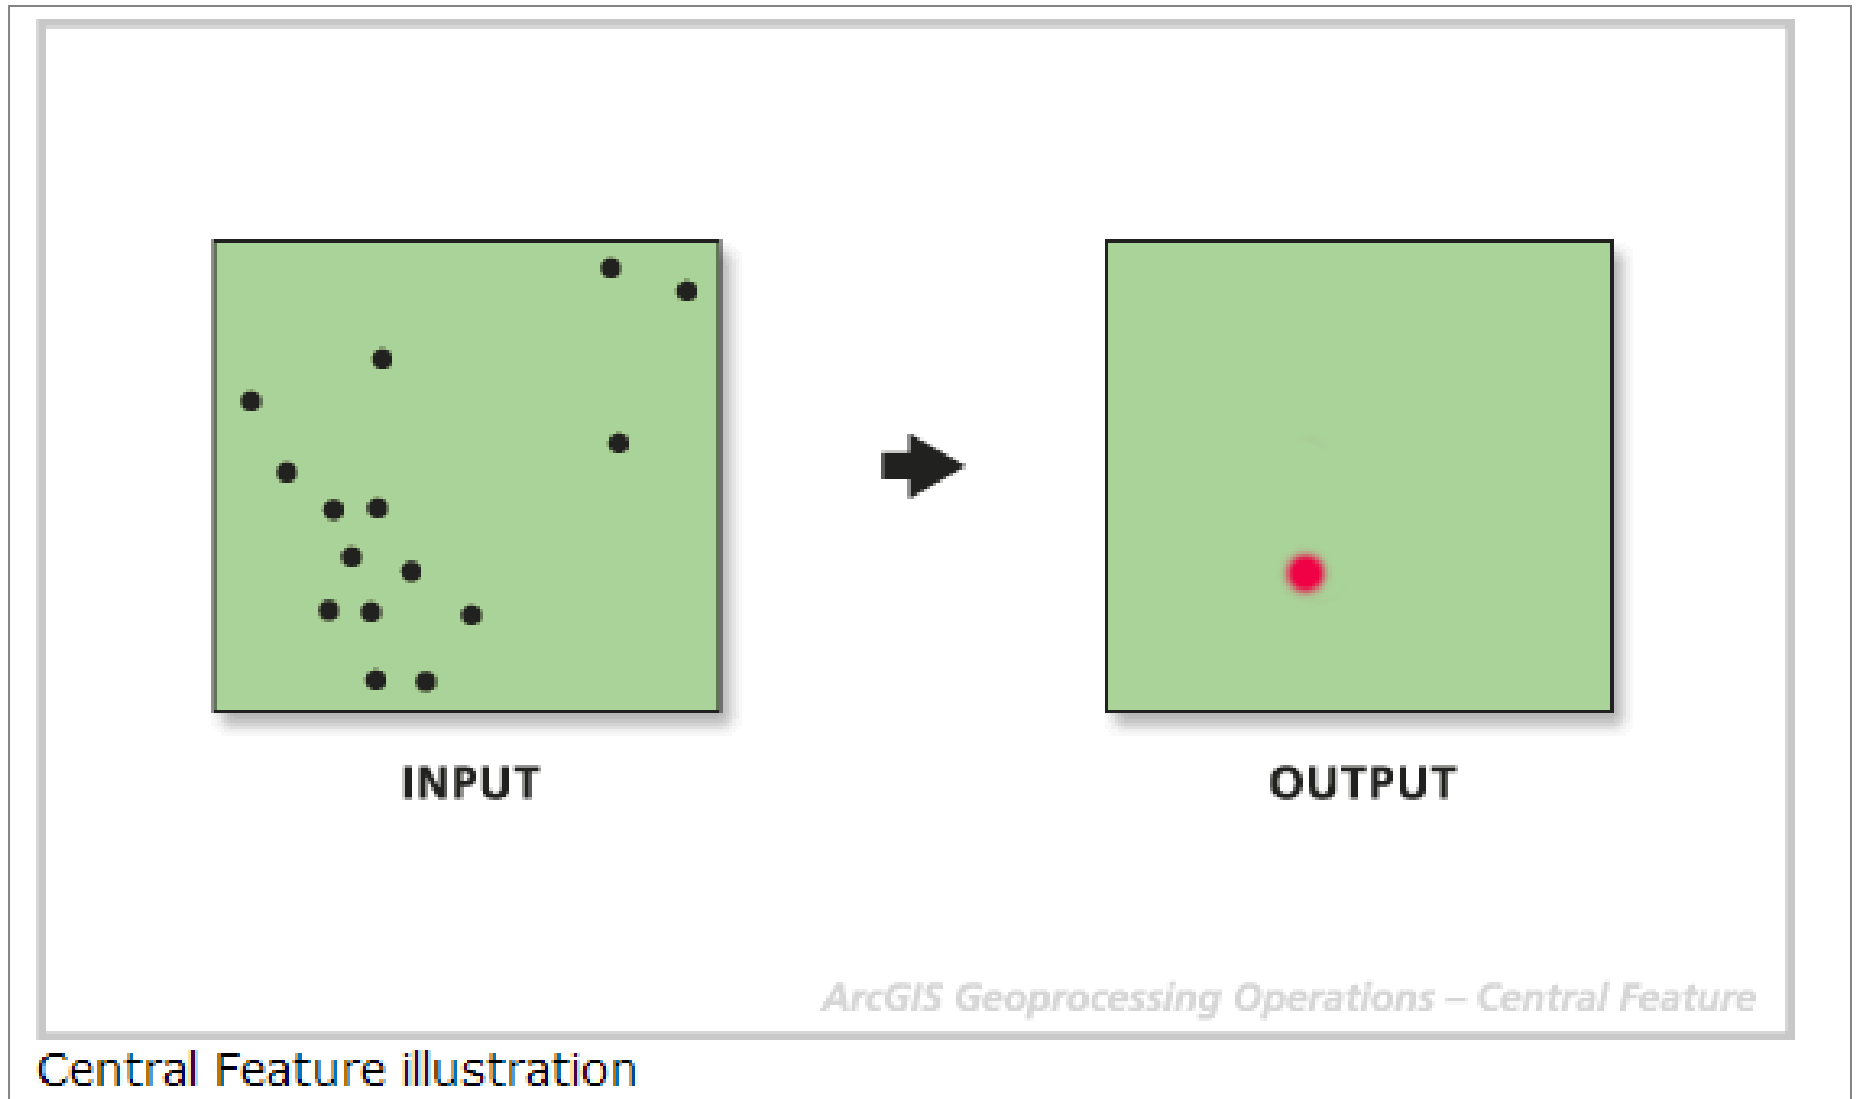 INPUT
OUTPUT
ArcGIS Geoprocessing Operations – Central Feature
Central Feature illustration